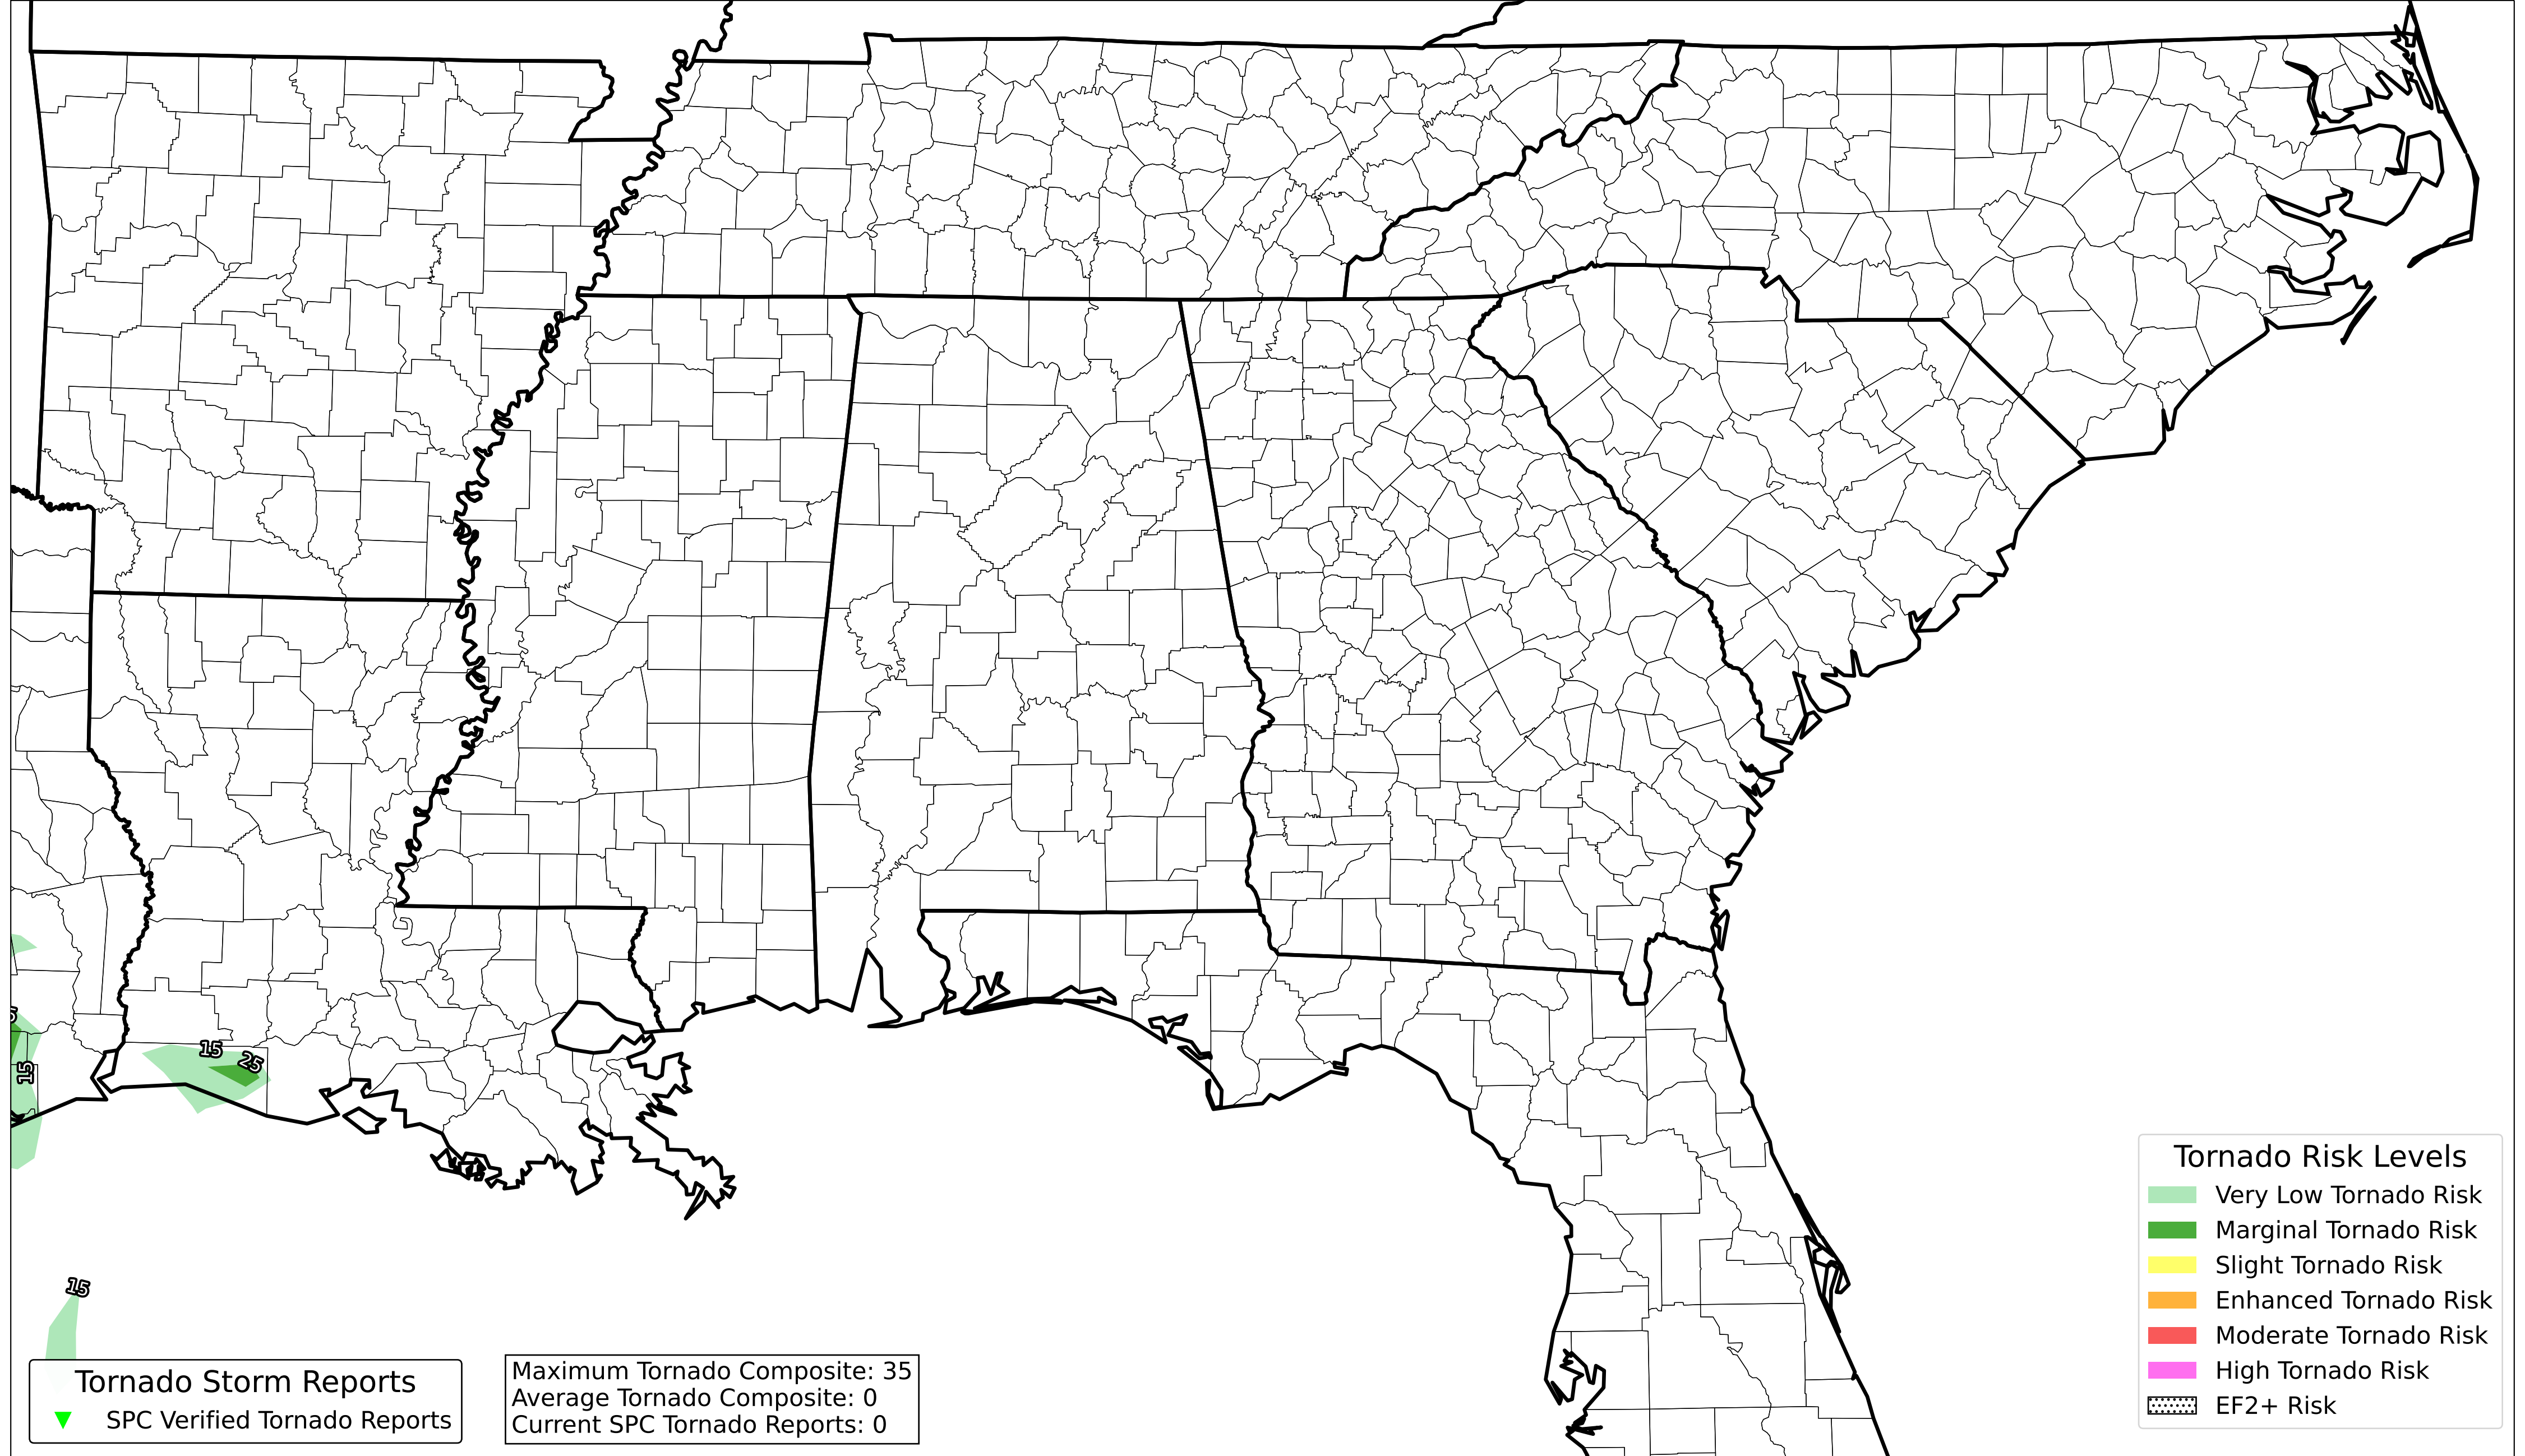 15
25
15
15
Tornado Storm Reports
SPC Verified Tornado Reports
Maximum Tornado Composite: 35
Average Tornado Composite: 0
Current SPC Tornado Reports: 0
Tornado Risk Levels
Very Low Tornado Risk
Marginal Tornado Risk
Slight Tornado Risk
Enhanced Tornado Risk
Moderate Tornado Risk
High Tornado Risk
EF2+ Risk